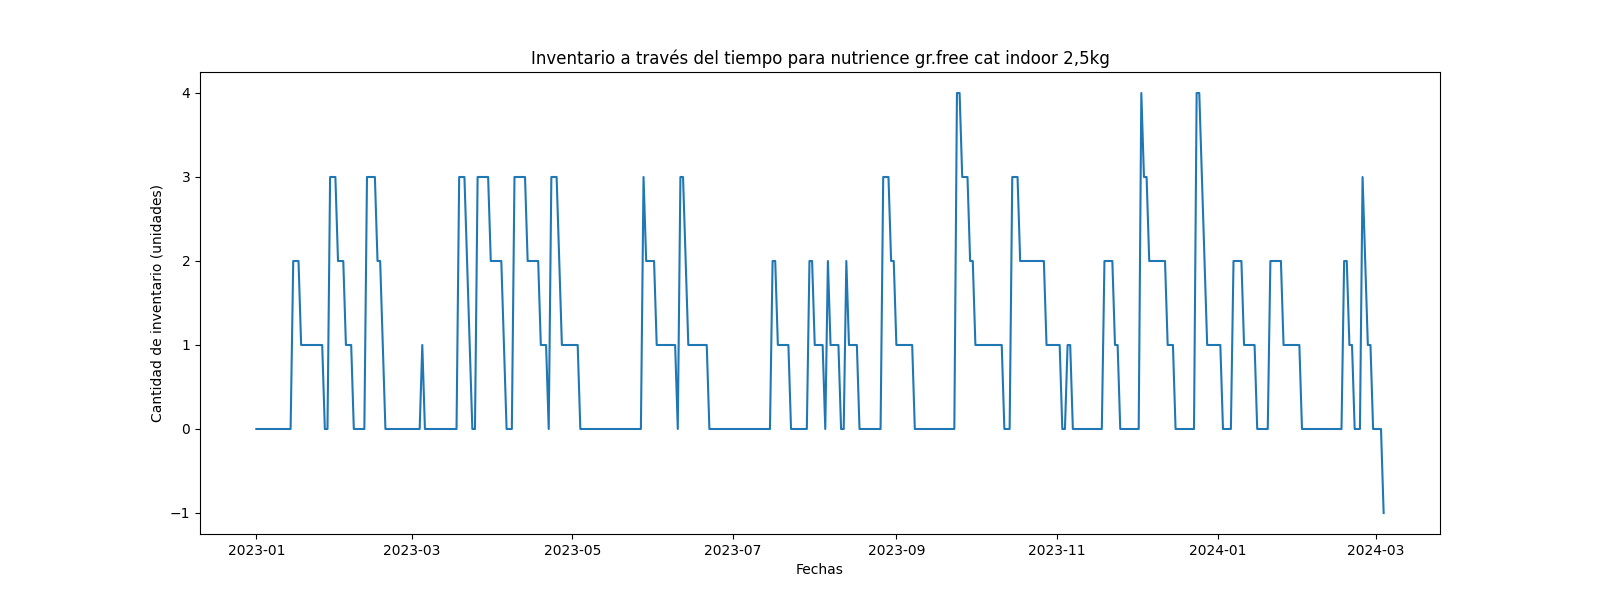 Inventario a través del tiempo para nutrience gr.free cat indoor 2,5kg
Cantidad de inventario (unidades)
4
3
2
1
0
−1
2023-01 2023-03 2023-05 2023-07 2023-09 2023-11 2024-01 2024-03
Fechas